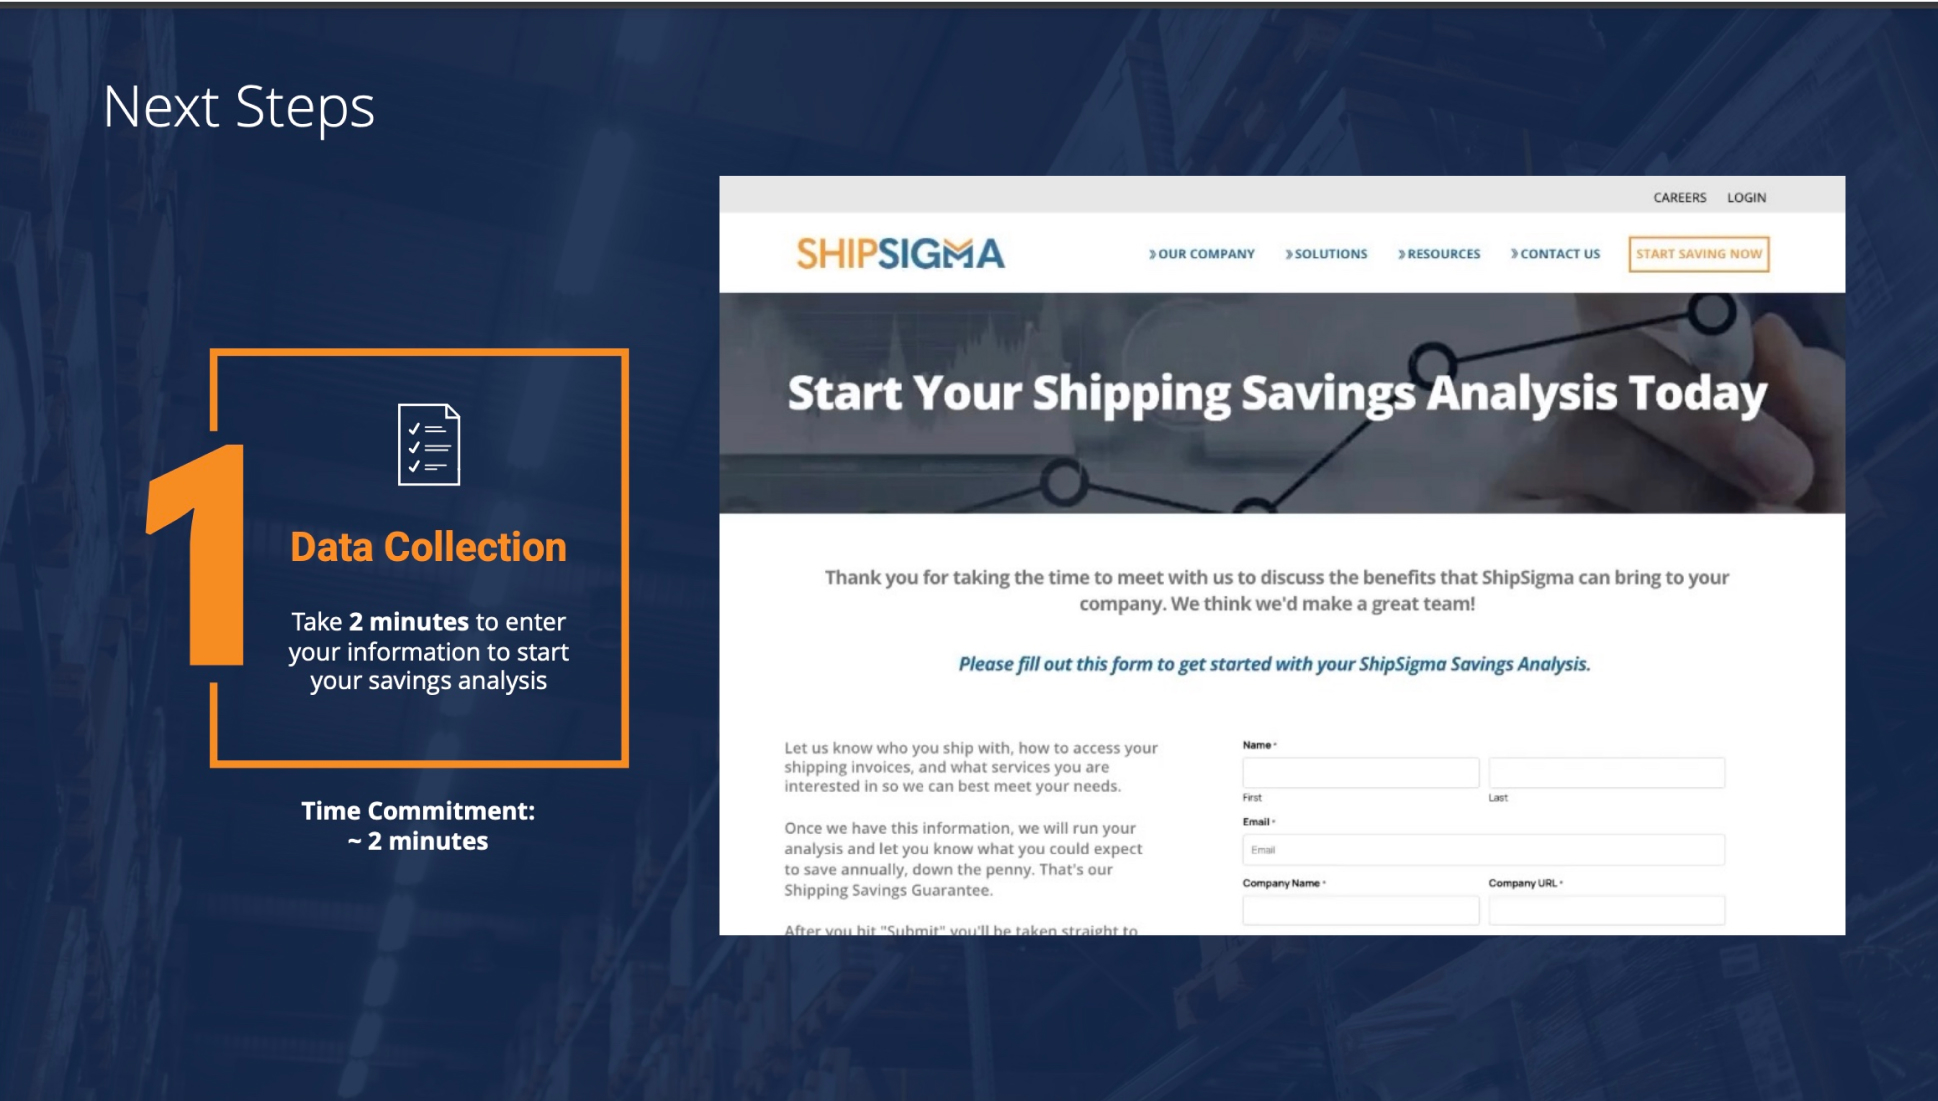 Next Steps
1
Data Collection
Take 2 minutes to enter
your information to start
your savings analysis
Time Commitment:
~ 2 minutes
CAREERS LOGIN
SHIPSIGMA
OUR COMPANY SOLUTIONS RESOURCES CONTACT US START SAVING NOW
Start Your Shipping Savings Analysis Today
Thank you for taking the time to meet with us to discuss the benefits that ShipSigma can bring to your
company. We think we'd make a great team!
Please fill out this form to get started with your ShipSigma Savings Analysis.
Let us know who you ship with, how to access your
shipping invoices, and what services you are
interested in so we can best meet your needs.
Once we have this information, we will run your
analysis and let you know what you could expect
to save annually, down the penny. That's our
Shipping Savings Guarantee.
After you hit "Submit" you'll be taken straight to
Name *
First Last
Email *
Email
Company Name * Company URL *